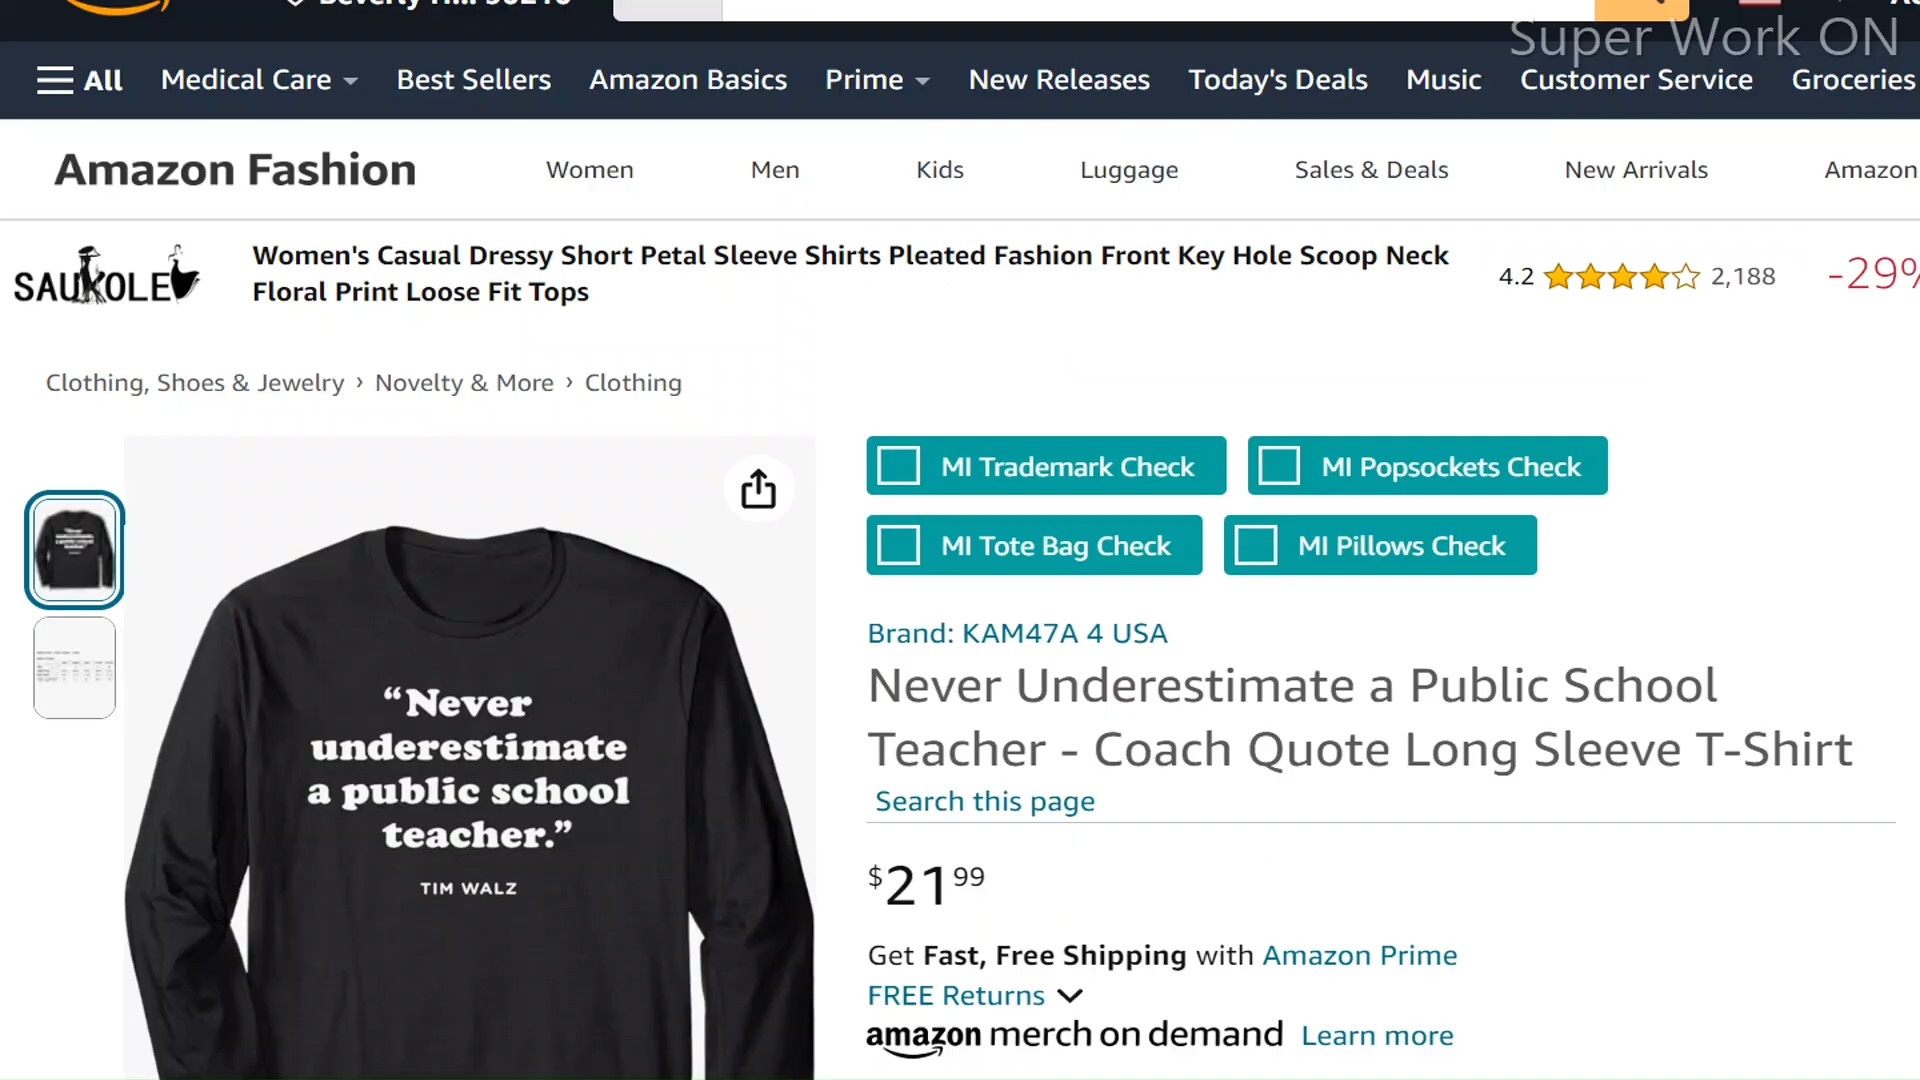 Beverly Hill 90210
Super Work ON
All Medical Care Best Sellers Amazon Basics Prime New Releases Today's Deals Music Customer Service Groceries
Amazon Fashion Women Men Kids Luggage Sales & Deals New Arrivals Amazon
SAUKOLE
Women's Casual Dressy Short Petal Sleeve Shirts Pleated Fashion Front Key Hole Scoop Neck
Floral Print Loose Fit Tops
4.2 2,188 -29%
Clothing, Shoes & Jewelry › Novelty & More › Clothing
MI Trademark Check MI Popsockets Check
MI Tote Bag Check MI Pillows Check
Brand: KAM47A 4 USA
Never Underestimate a Public School
Teacher - Coach Quote Long Sleeve T-Shirt
Search this page
$21 99
Get Fast, Free Shipping with Amazon Prime
FREE Returns
amazon merch on demand Learn more
“Never
underestimate
a public school
teacher.”
TIM WALZ